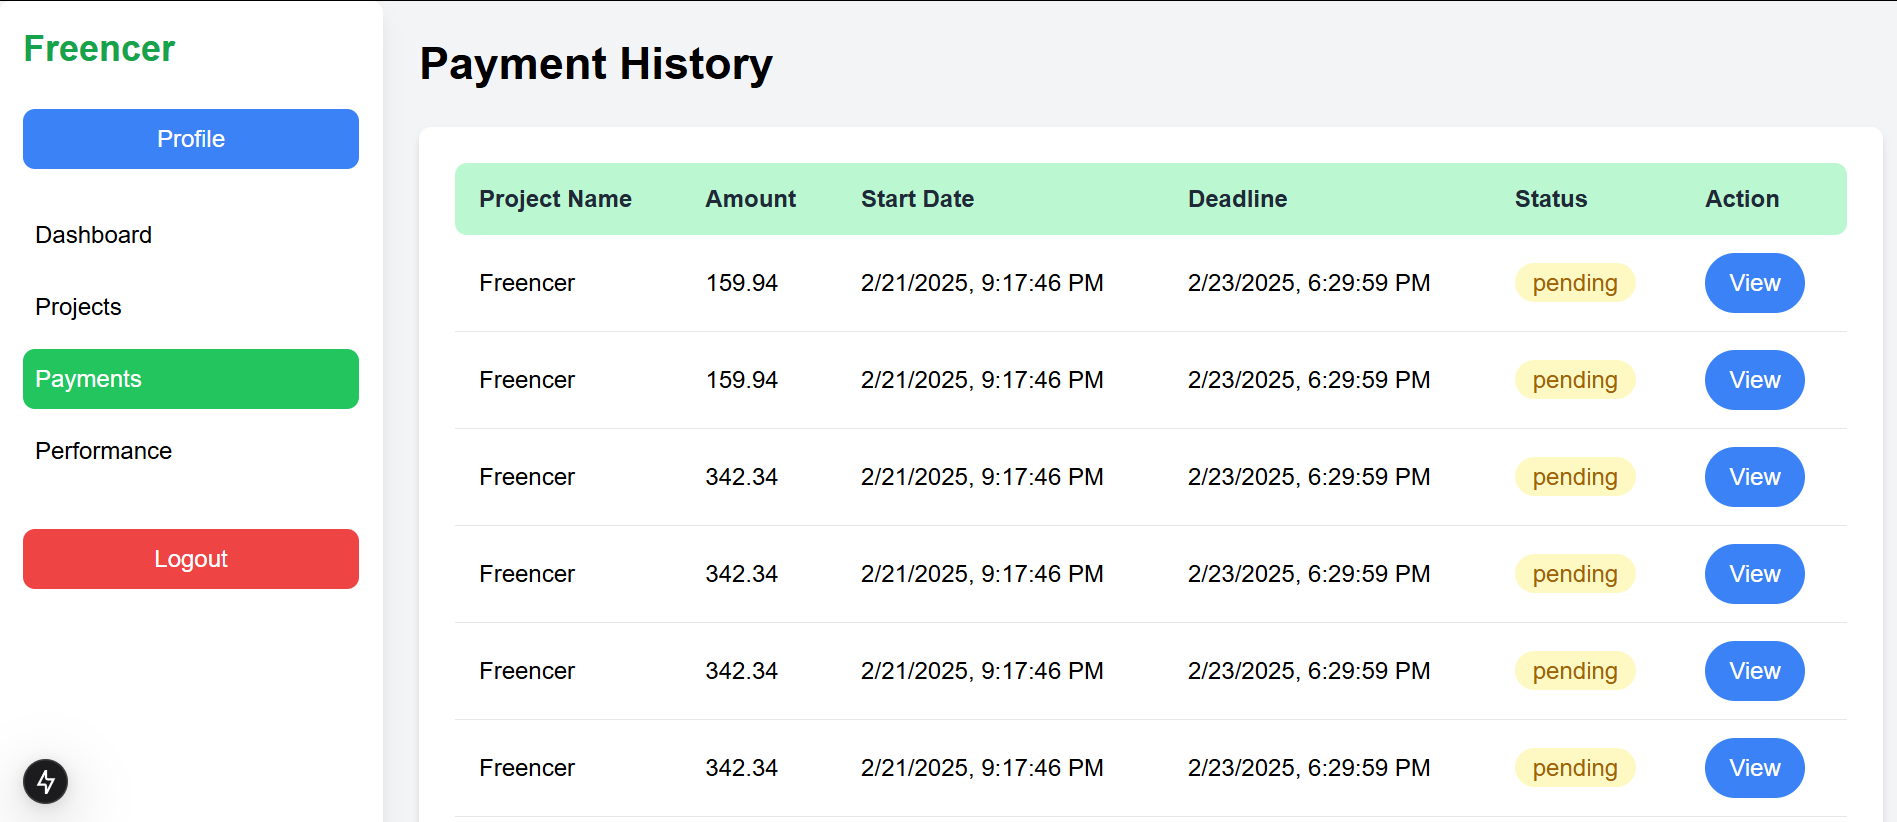 Freencer
Profile
Dashboard
Projects
Payments
Performance
Logout
Payment History
Project Name Amount Start Date Deadline Status Action
Freencer 159.94 2/21/2025, 9:17:46 PM 2/23/2025, 6:29:59 PM pending View
Freencer 159.94 2/21/2025, 9:17:46 PM 2/23/2025, 6:29:59 PM pending View
Freencer 342.34 2/21/2025, 9:17:46 PM 2/23/2025, 6:29:59 PM pending View
Freencer 342.34 2/21/2025, 9:17:46 PM 2/23/2025, 6:29:59 PM pending View
Freencer 342.34 2/21/2025, 9:17:46 PM 2/23/2025, 6:29:59 PM pending View
Freencer 342.34 2/21/2025, 9:17:46 PM 2/23/2025, 6:29:59 PM pending View